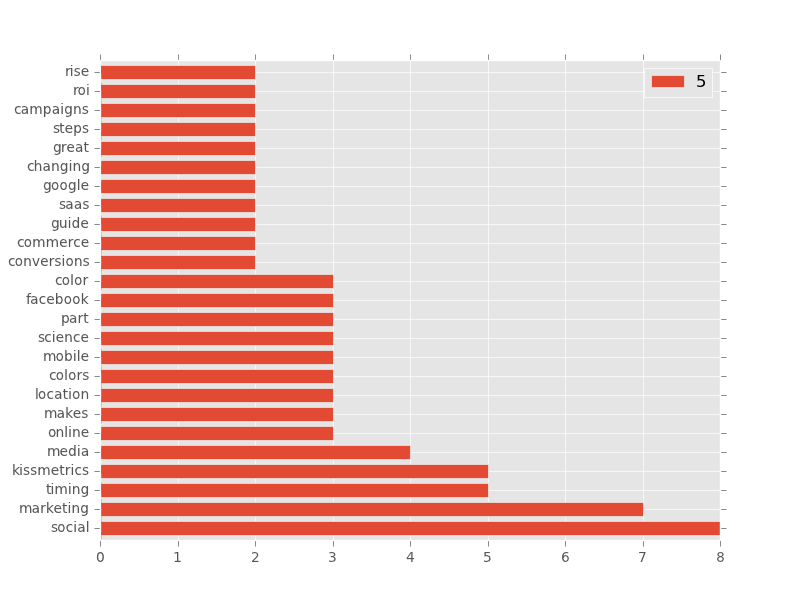 5
rise
roi
campaigns
steps
great
changing
google
saas
guide
commerce
conversions
color
facebook
part
science
mobile
colors
location
makes
online
media
kissmetrics
timing
marketing
social
0 1 2 3 4 5 6 7 8